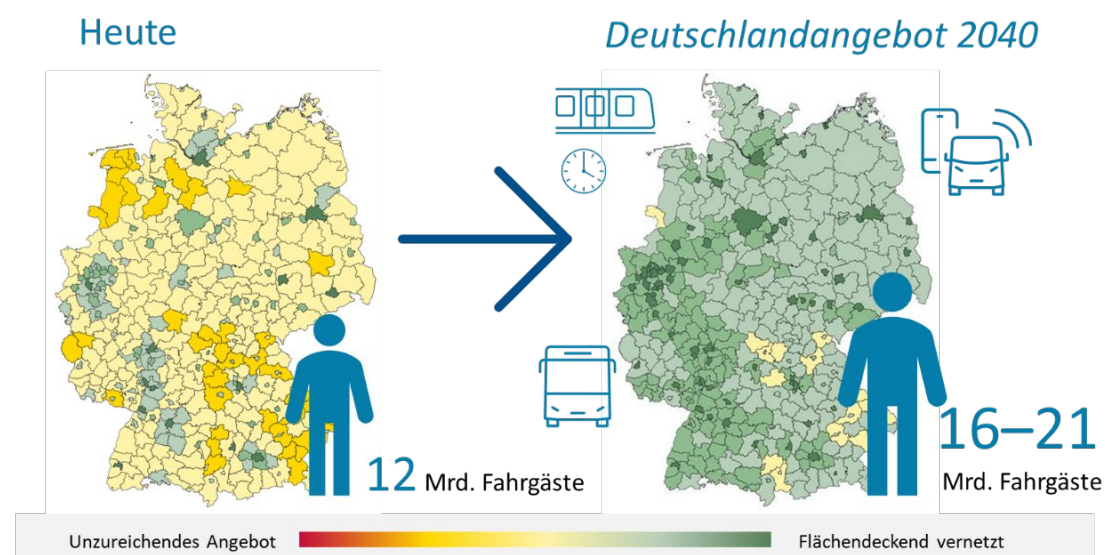 Heute
Deutschlandangebot 2040
12 Mrd. Fahrgäste
16–21
Mrd. Fahrgäste
Unzureichendes Angebot
Flächendeckend vernetzt